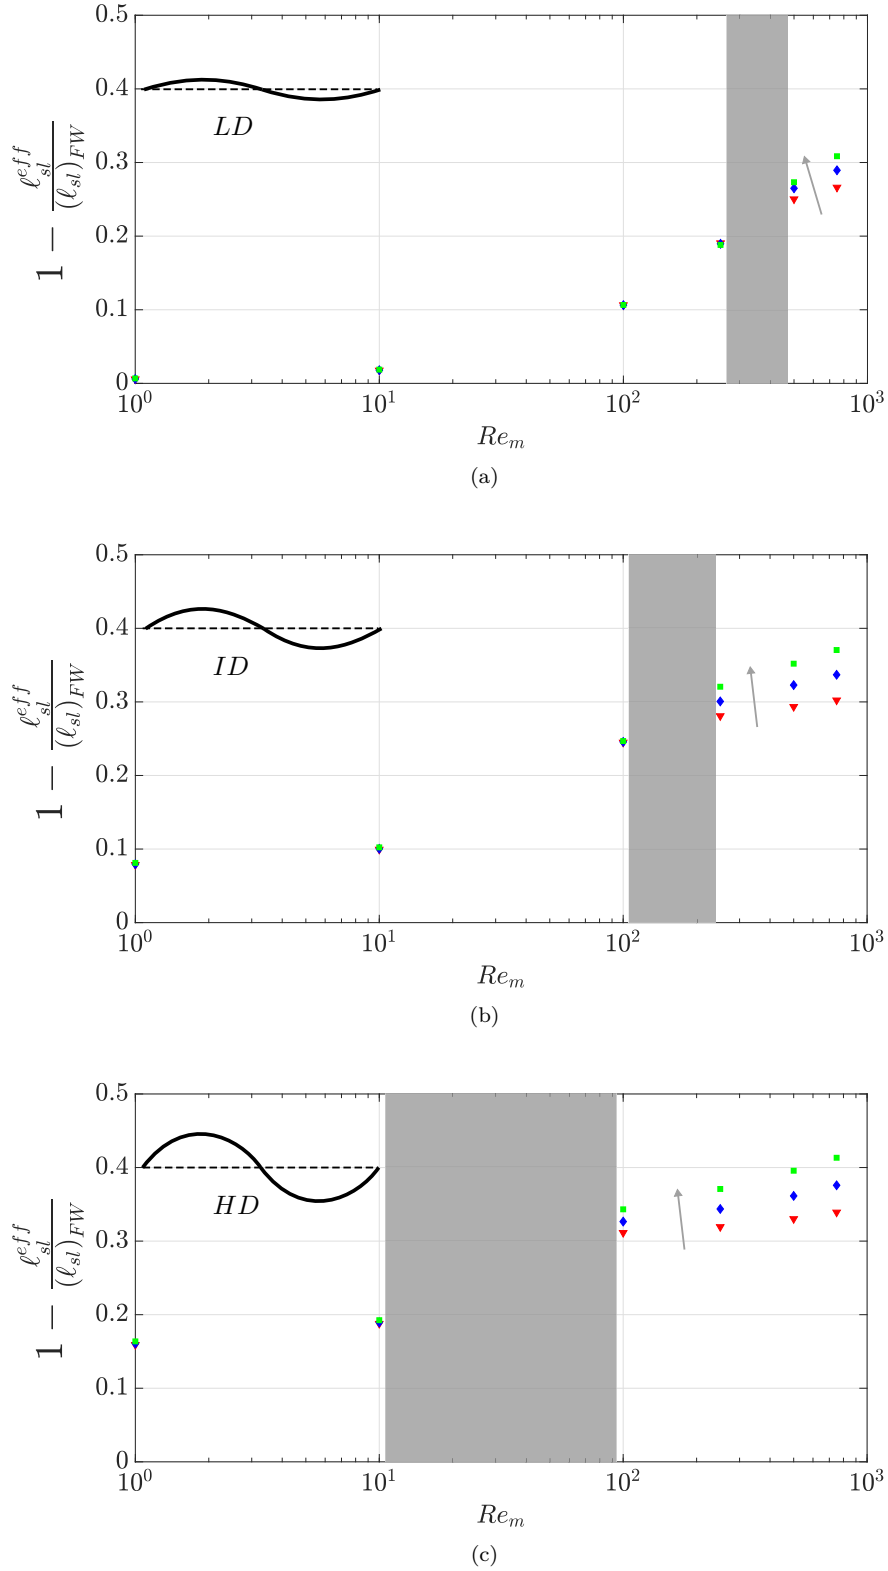 0.5
0.4
0.3
0.2
0.1
0
LD
1 − ℓ_{sl}^{eff} / (ℓ_{sl})_{FW}
10^0 10^1 10^2 10^3
Re_m
(a)
0.5
0.4
0.3
0.2
0.1
0
ID
1 − ℓ_{sl}^{eff} / (ℓ_{sl})_{FW}
10^0 10^1 10^2 10^3
Re_m
(b)
0.5
0.4
0.3
0.2
0.1
0
HD
1 − ℓ_{sl}^{eff} / (ℓ_{sl})_{FW}
10^0 10^1 10^2 10^3
Re_m
(c)